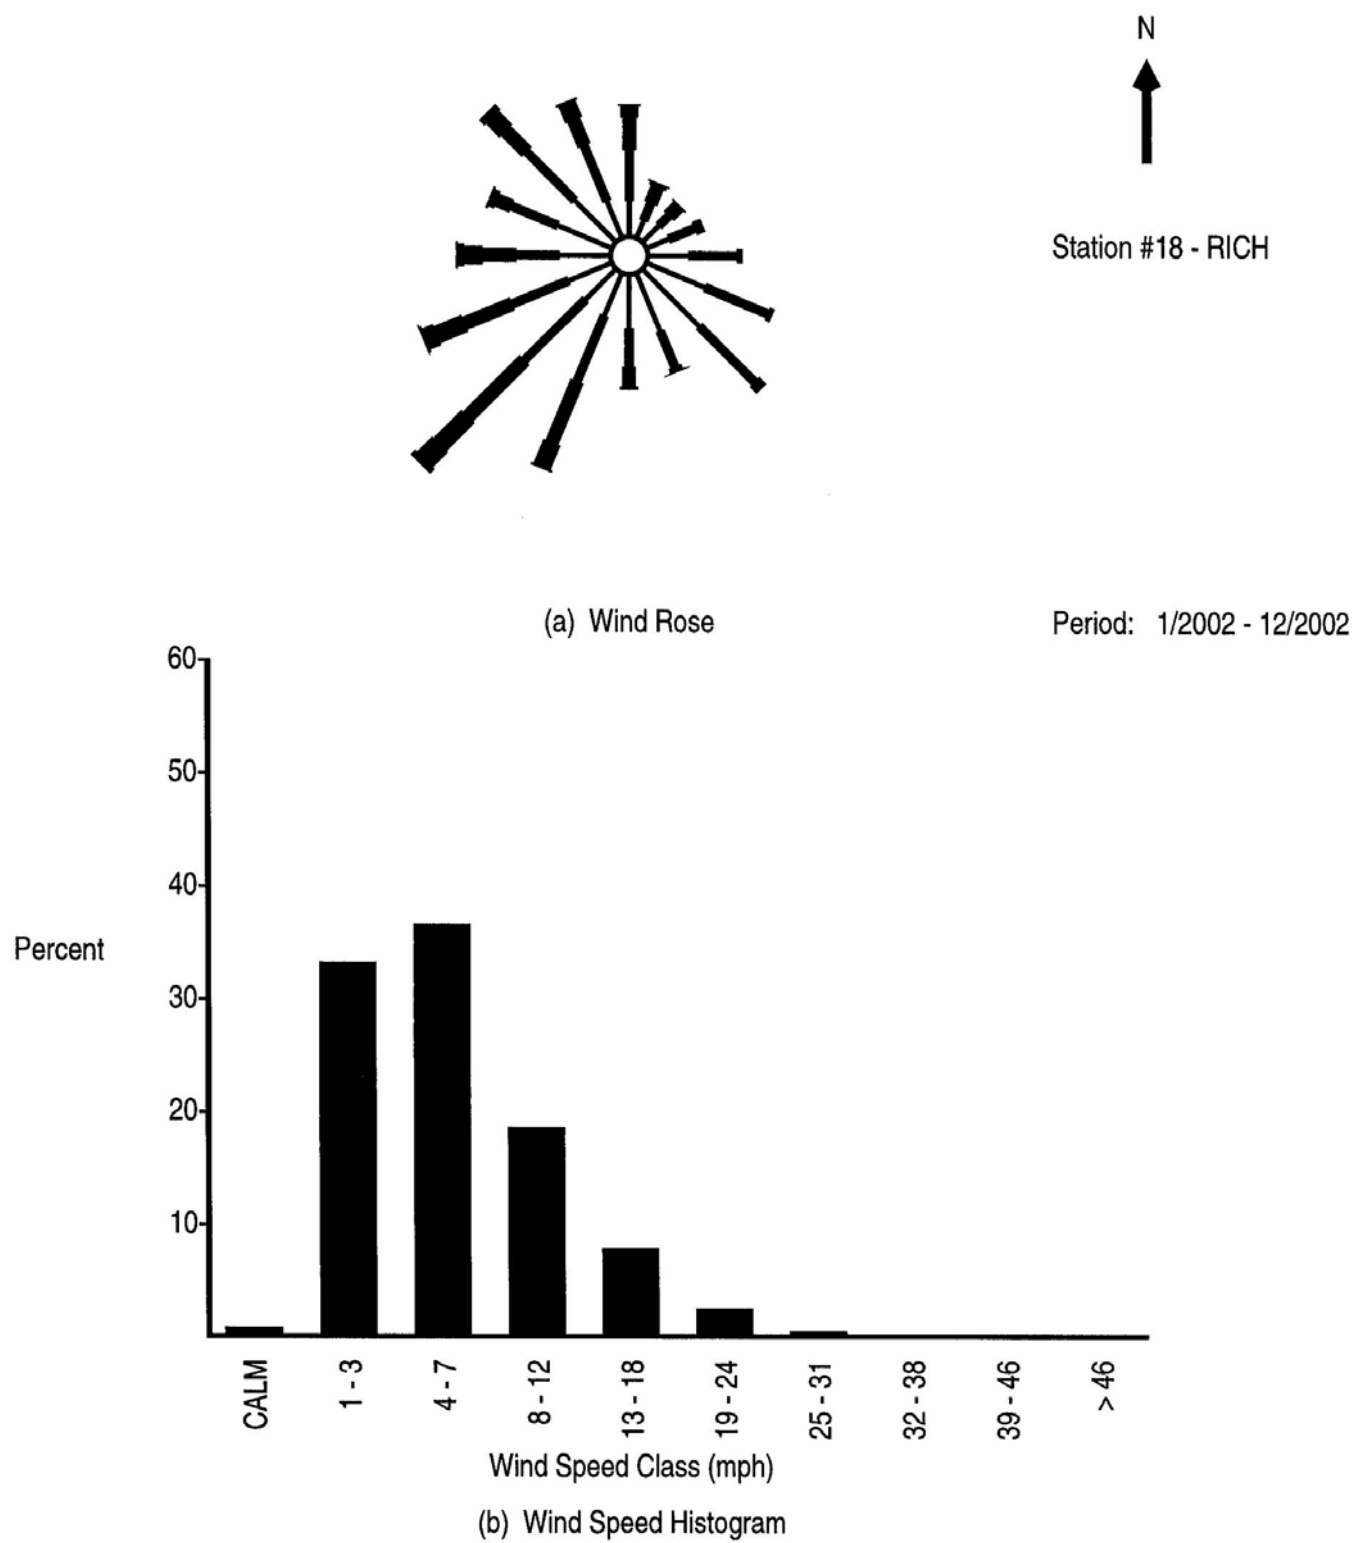 N
Station #18 - RICH
(a) Wind Rose
Period: 1/2002 - 12/2002
60
50
40
Percent
30
20
10
CALM
1 - 3
4 - 7
8 - 12
13 - 18
19 - 24
25 - 31
32 - 38
39 - 46
> 46
Wind Speed Class (mph)
(b) Wind Speed Histogram